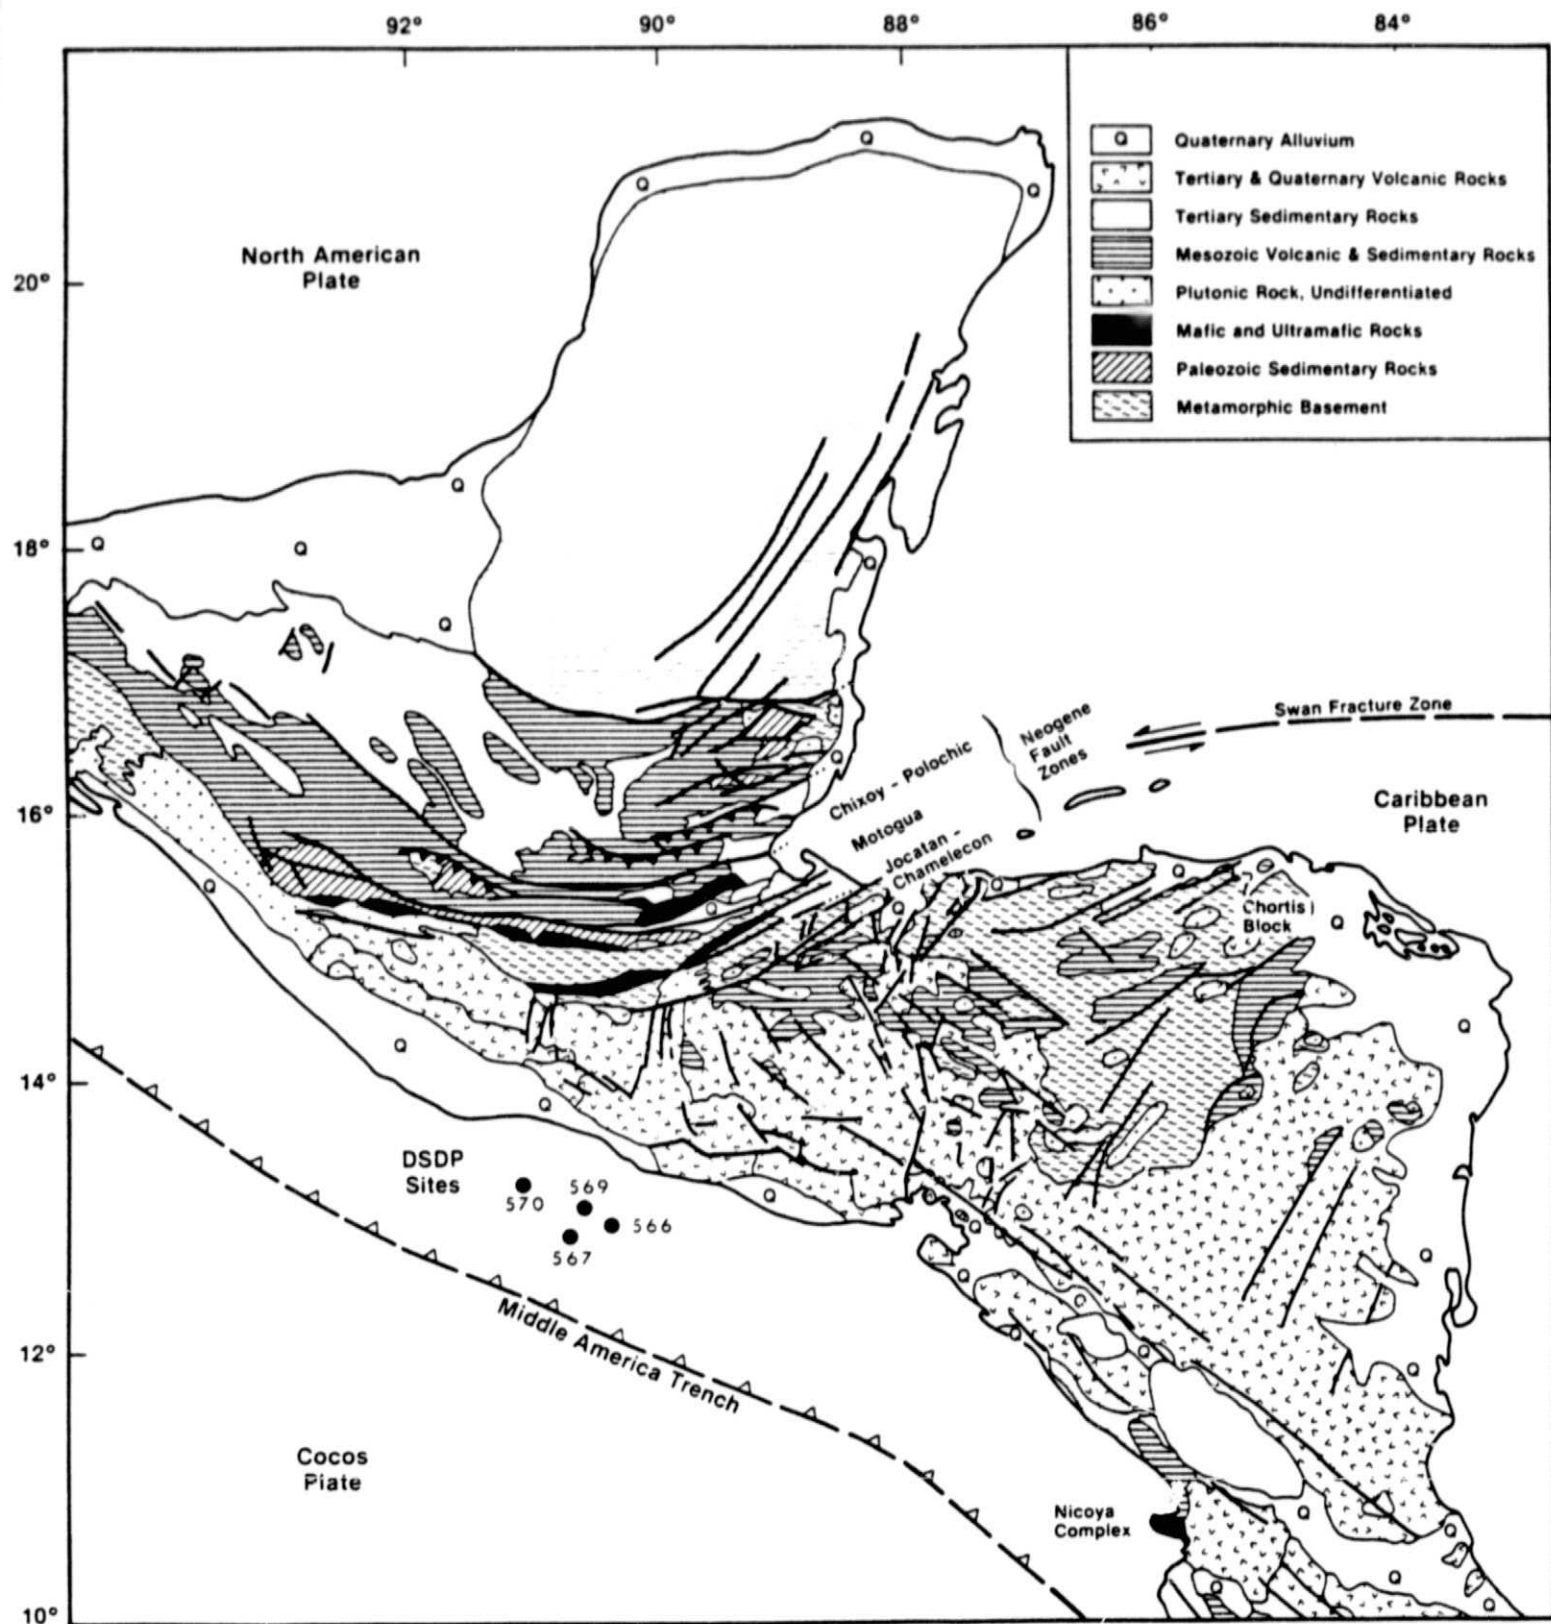 92° 90° 88° 86° 84°
20°
18°
16°
14°
12°
10°
Q Quaternary Alluvium
Tertiary & Quaternary Volcanic Rocks
Tertiary Sedimentary Rocks
Mesozoic Volcanic & Sedimentary Rocks
Plutonic Rock, Undifferentiated
Mafic and Ultramafic Rocks
Paleozoic Sedimentary Rocks
Metamorphic Basement
North American
Plate
Q
Q
Q
Q
Q
Q
Q
Q
Swan Fracture Zone
Neogene
Fault
Zones
Chixoy - Polochic
Motogua
Jocatan -
Chamelecon
Caribbean
Plate
Chortis
Block
Q
Q
Q
Q
Q
Q
Q
Q
Q
Q
Q
DSDP
Sites
570
569
566
567
Q
Q
Q
Q
Q
Q
Q
Q
Middle America Trench
Cocos
Plate
Nicoya
Complex
Q
Q
Q
Q
Q